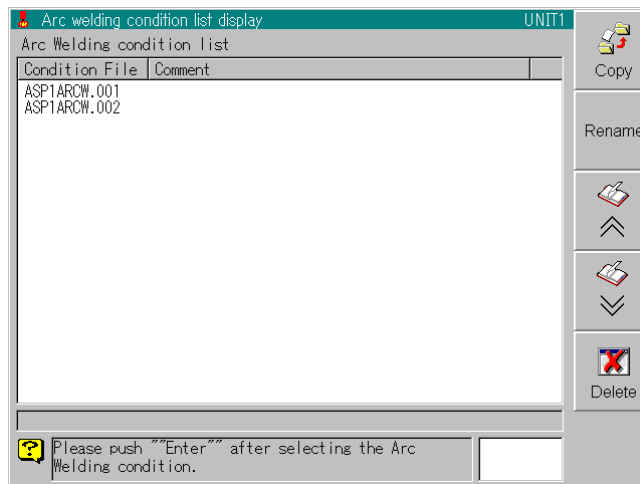 Arc welding condition list display UNIT1
Arc Welding condition list
Condition File Comment
ASP1ARCW.001
ASP1ARCW.002
Please push ""Enter"" after selecting the Arc
Welding condition.
Copy
Rename
Delete